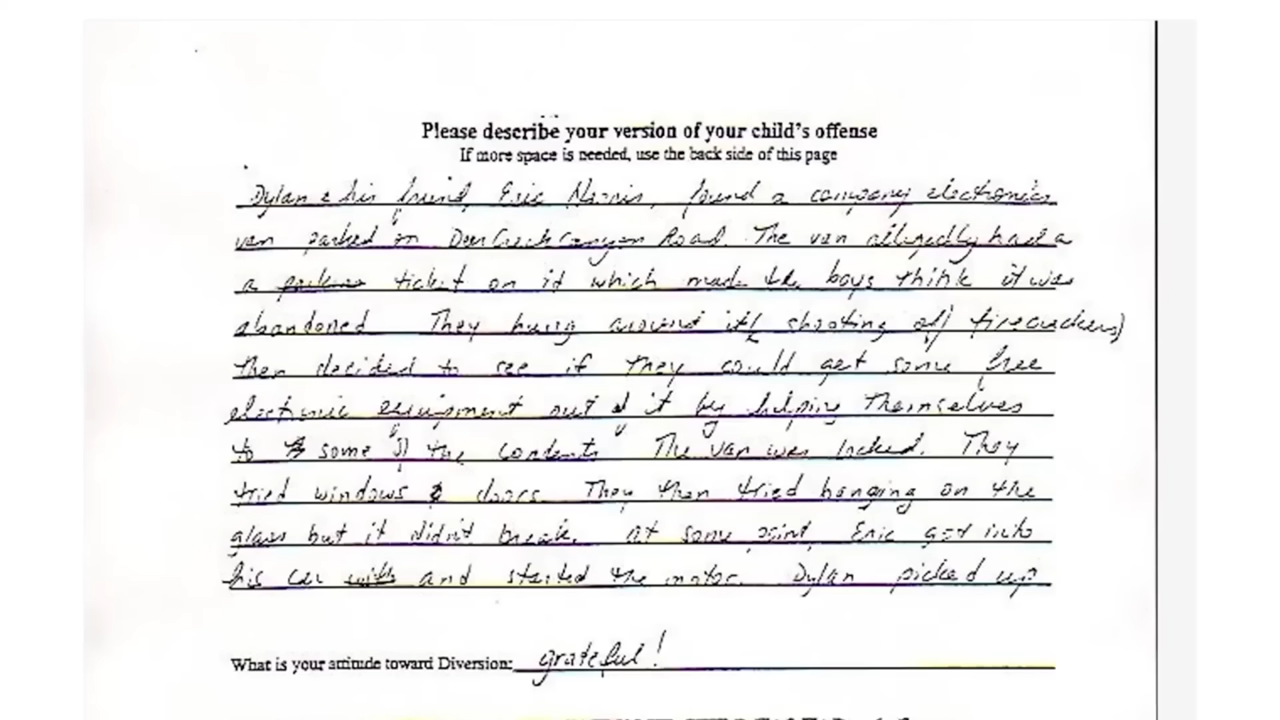 Please describe your version of your child's offense
If more space is needed, use the back side of this page
Dylan & his friend, Eric Harris, found a company electronics
van parked on Deer Creek Canyon Road. The van allegedly had a
a ticket on it which made the boys think it was
abandoned. They hung around it (shooting off firecrackers)
then decided to see if they could get some free
electronic equipment out of it by helping themselves
to some of the contents. The van was locked. They
tried windows & doors. They then tried banging on the
glass but it didn't break. At some point, Eric got into
his car and started the motor. Dylan picked up
What is your attitude toward Diversion: grateful!